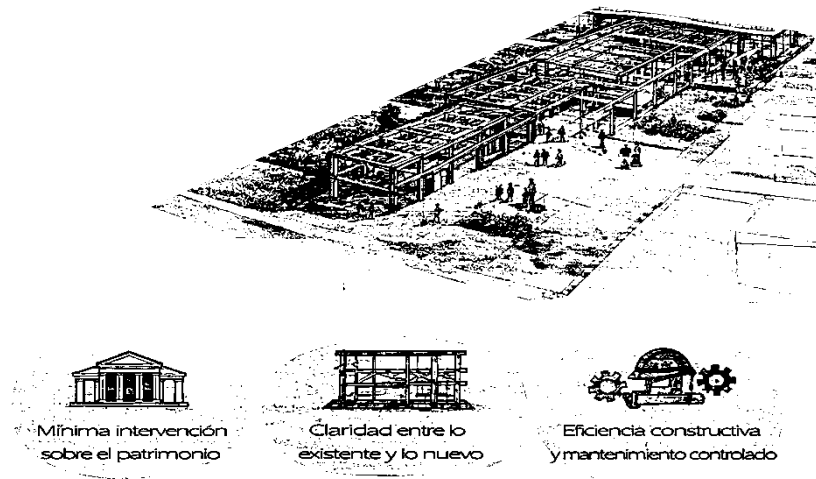 Mínima intervención
sobre el patrimonio
Claridad entre lo
existente y lo nuevo
Eficiencia constructiva
y mantenimiento controlado